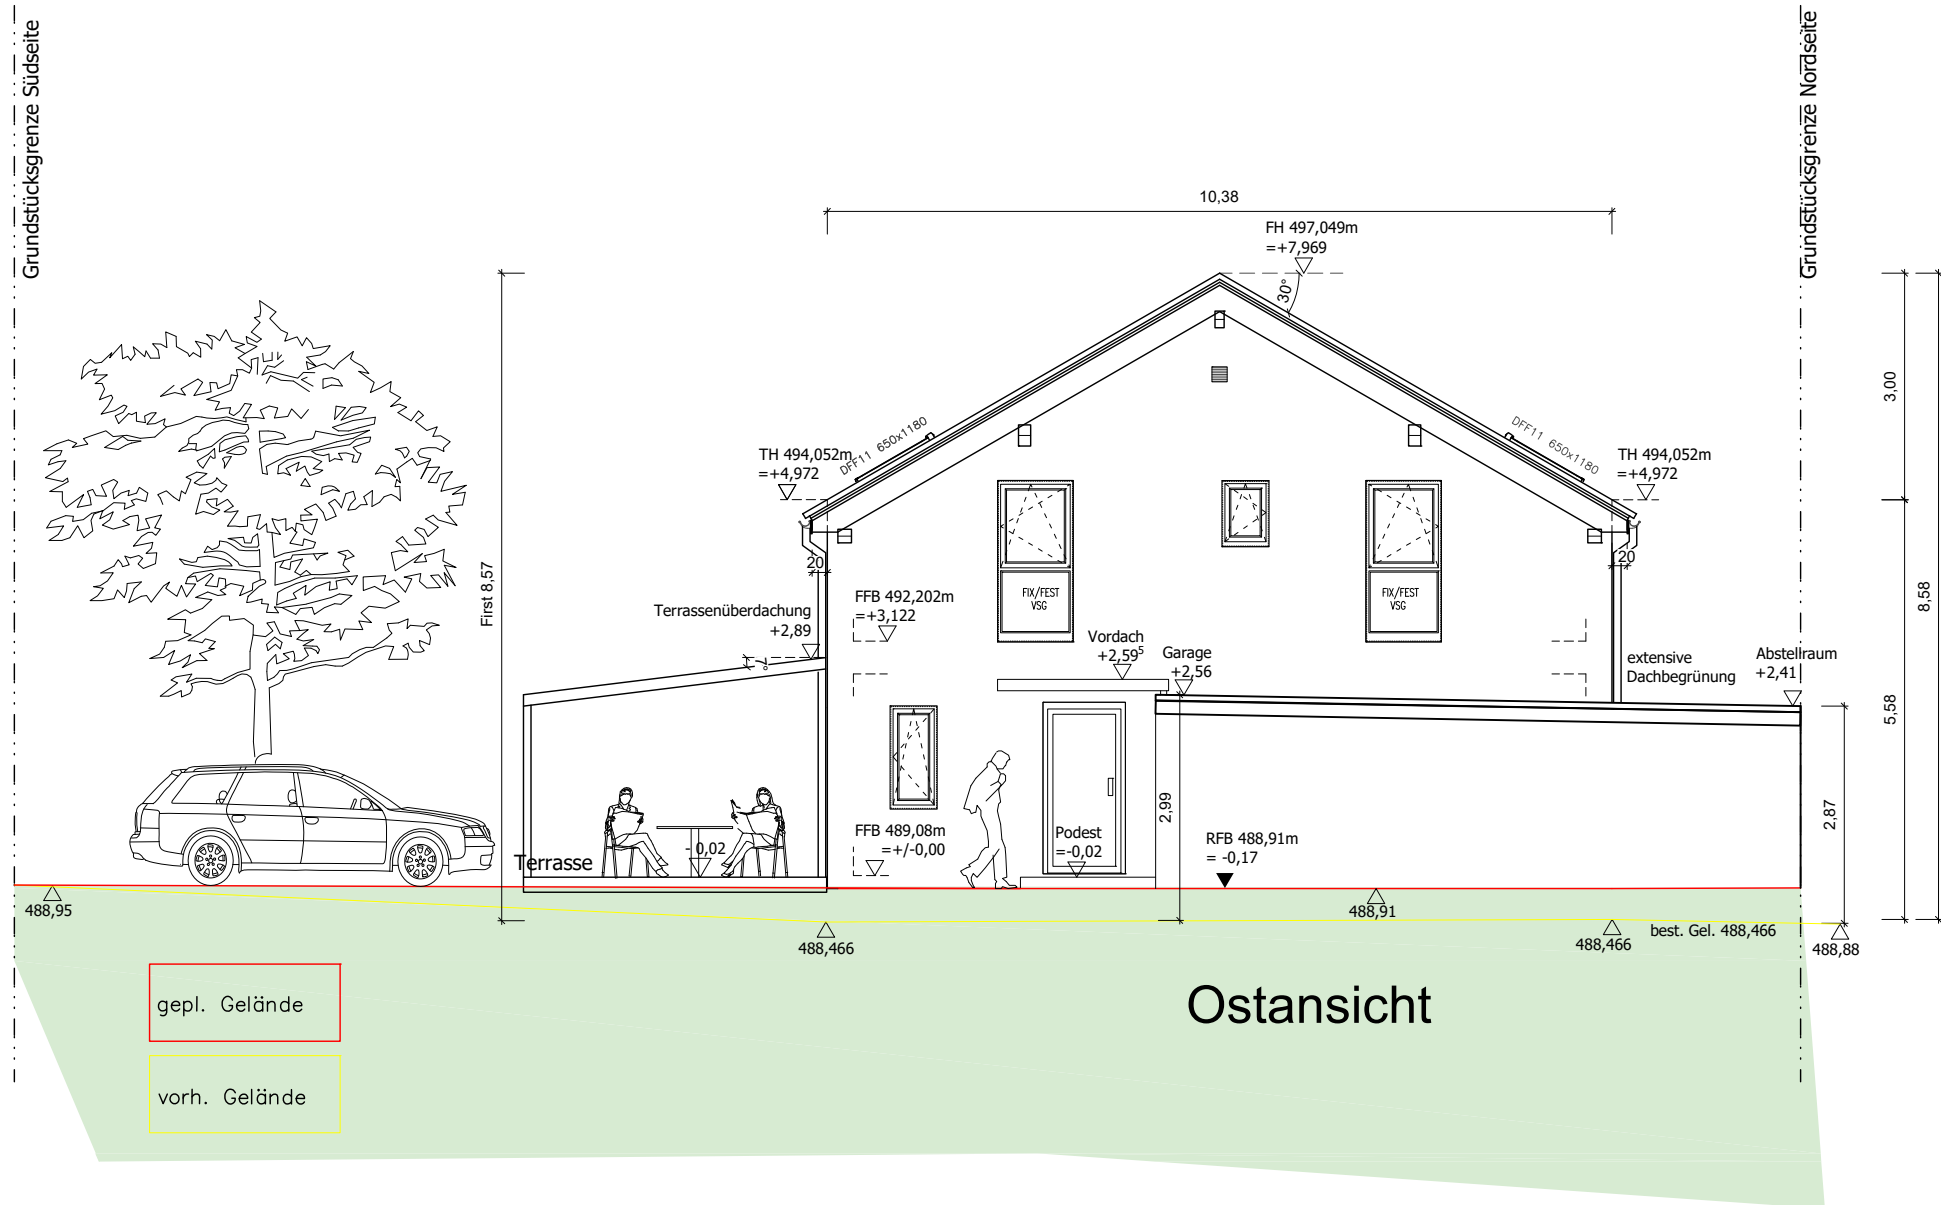 Grundstücksgrenze Südseite
Grundstücksgrenze Nordseite
10,38
FH 497,049m
=+7,969
30°
3,00
8,58
DFF11 650x1180
DFF11 650x1180
TH 494,052m
=+4,972
TH 494,052m
=+4,972
20
20
First 8,57
FIX/FEST
VSG
FIX/FEST
VSG
FFB 492,202m
=+3,122
Terrassenüberdachung
+2,89
7°
Vordach
+2,59⁵
Garage
+2,56
extensive
Dachbegrünung
Abstellraum
+2,41
5,58
2,99
2,87
FFB 489,08m
=+/-0,00
Podest
=-0,02
RFB 488,91m
= -0,17
Terrasse
- 0,02
488,95
488,91
488,466
488,466
best. Gel. 488,466
488,88
gepl. Gelände
vorh. Gelände
Ostansicht